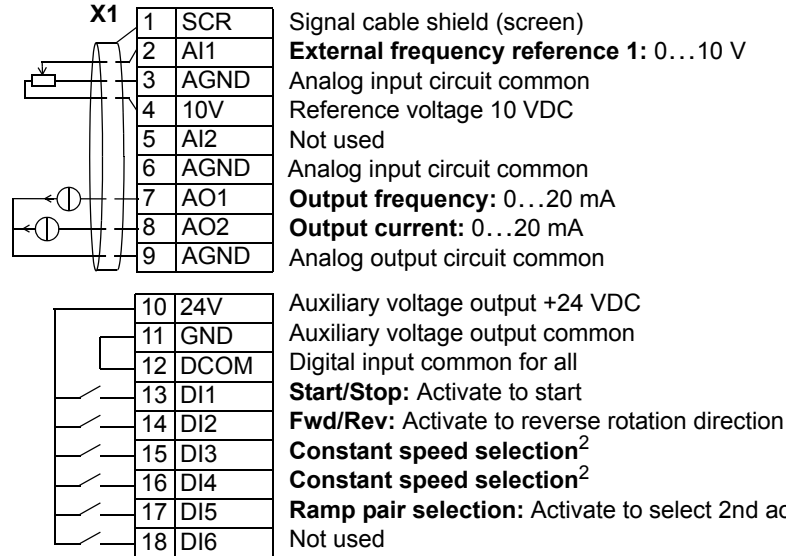 X1
1 SCR Signal cable shield (screen)
2 AI1 External frequency reference 1: 0…10 V
3 AGND Analog input circuit common
4 10V Reference voltage 10 VDC
5 AI2 Not used
6 AGND Analog input circuit common
7 AO1 Output frequency: 0…20 mA
8 AO2 Output current: 0…20 mA
9 AGND Analog output circuit common
10 24V Auxiliary voltage output +24 VDC
11 GND Auxiliary voltage output common
12 DCOM Digital input common for all
13 DI1 Start/Stop: Activate to start
14 DI2 Fwd/Rev: Activate to reverse rotation direction
15 DI3 Constant speed selection2
16 DI4 Constant speed selection2
17 DI5 Ramp pair selection: Activate to select 2nd
18 DI6 Not used